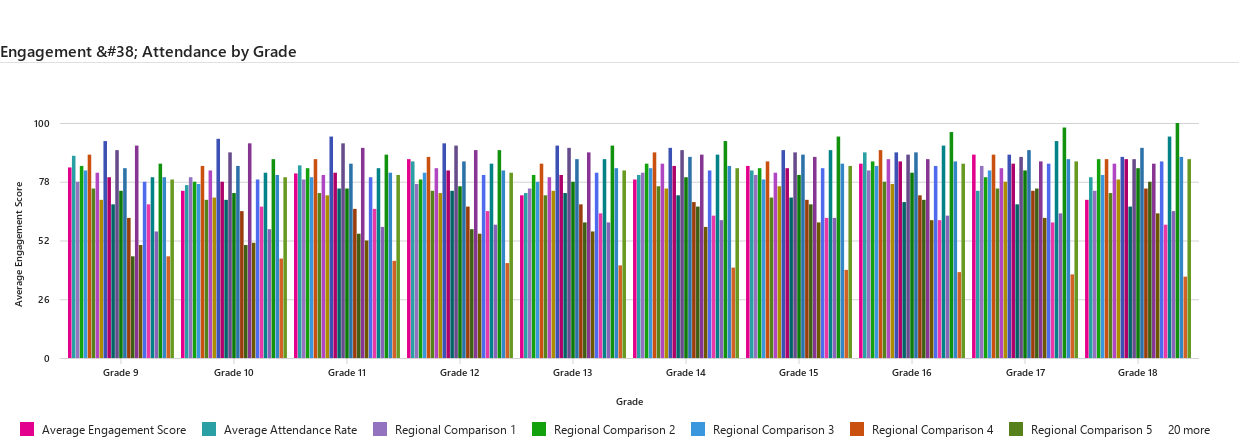 Engagement &#38; Attendance by Grade
100
78
52
26
0
Average Engagement Score
Grade 9 Grade 10 Grade 11 Grade 12 Grade 13 Grade 14 Grade 15 Grade 16 Grade 17 Grade 18
Grade
Average Engagement Score Average Attendance Rate Regional Comparison 1 Regional Comparison 2 Regional Comparison 3 Regional Comparison 4 Regional Comparison 5 20 more